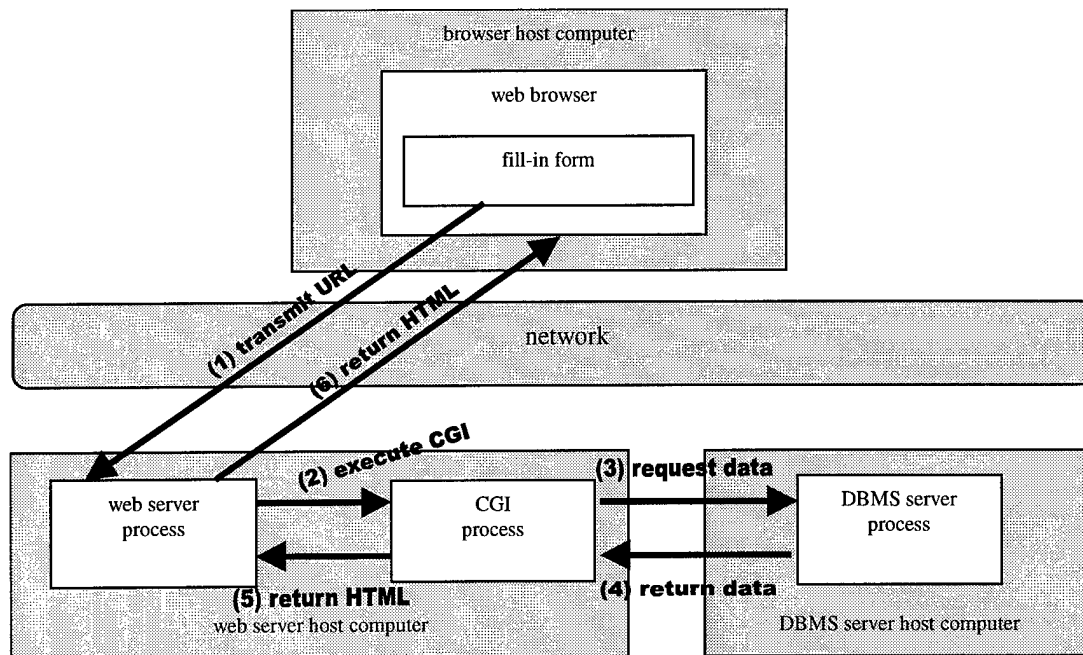 browser host computer
web browser
fill-in form
(1) transmit URL
(6) return HTML
network
(2) execute CGI
(3) request data
web server
process
CGI
process
DBMS server
process
(4) return data
(5) return HTML
web server host computer
DBMS server host computer